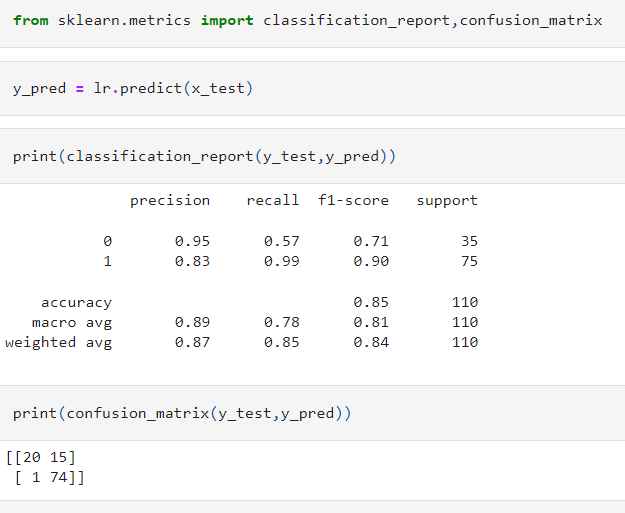 from sklearn.metrics import classification_report,confusion_matrix
y_pred = lr.predict(x_test)
print(classification_report(y_test,y_pred))
precision recall f1-score support
0 0.95 0.57 0.71 35
1 0.83 0.99 0.90 75
accuracy 0.85 110
macro avg 0.89 0.78 0.81 110
weighted avg 0.87 0.85 0.84 110
print(confusion_matrix(y_test,y_pred))
[[20 15]
[ 1 74]]